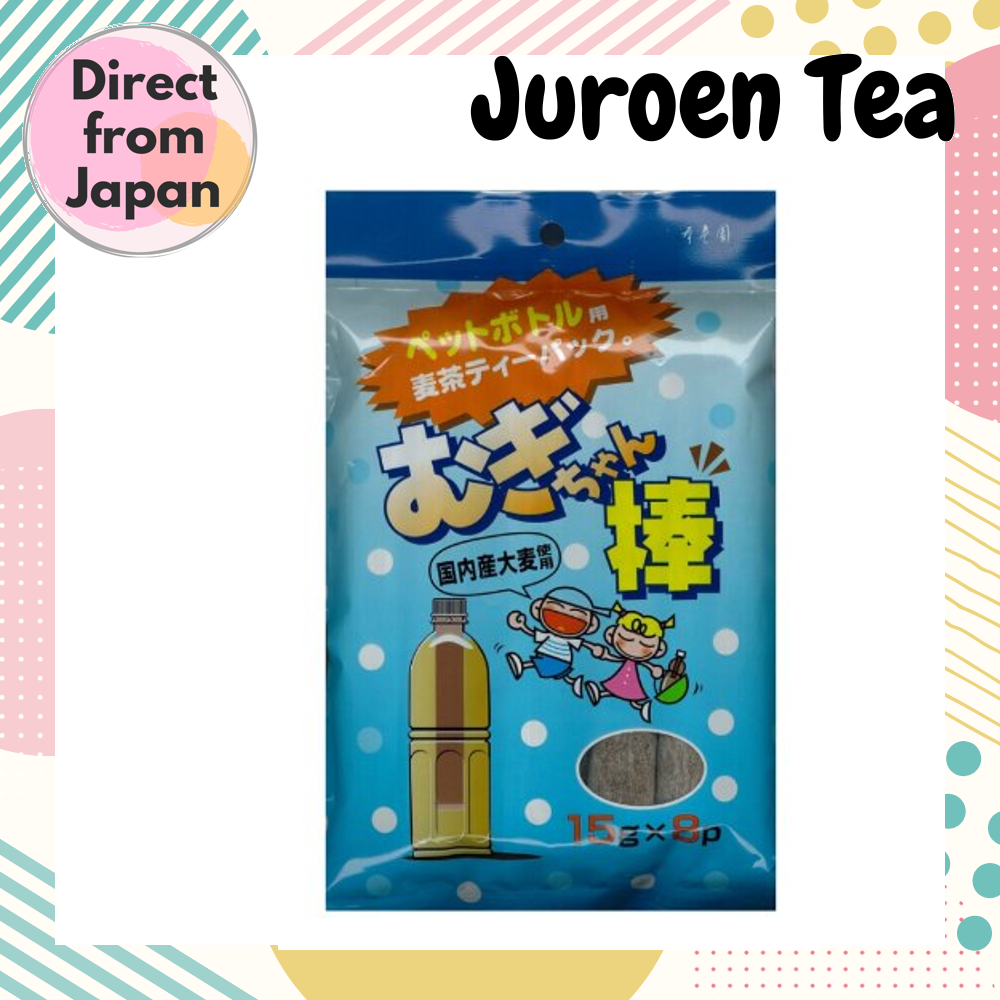 Direct
from
Japan
Juroen Tea
ペットボトル用
麦茶ティーパック。
むぎちゃん
棒
国内産大麦使用
15g×8p